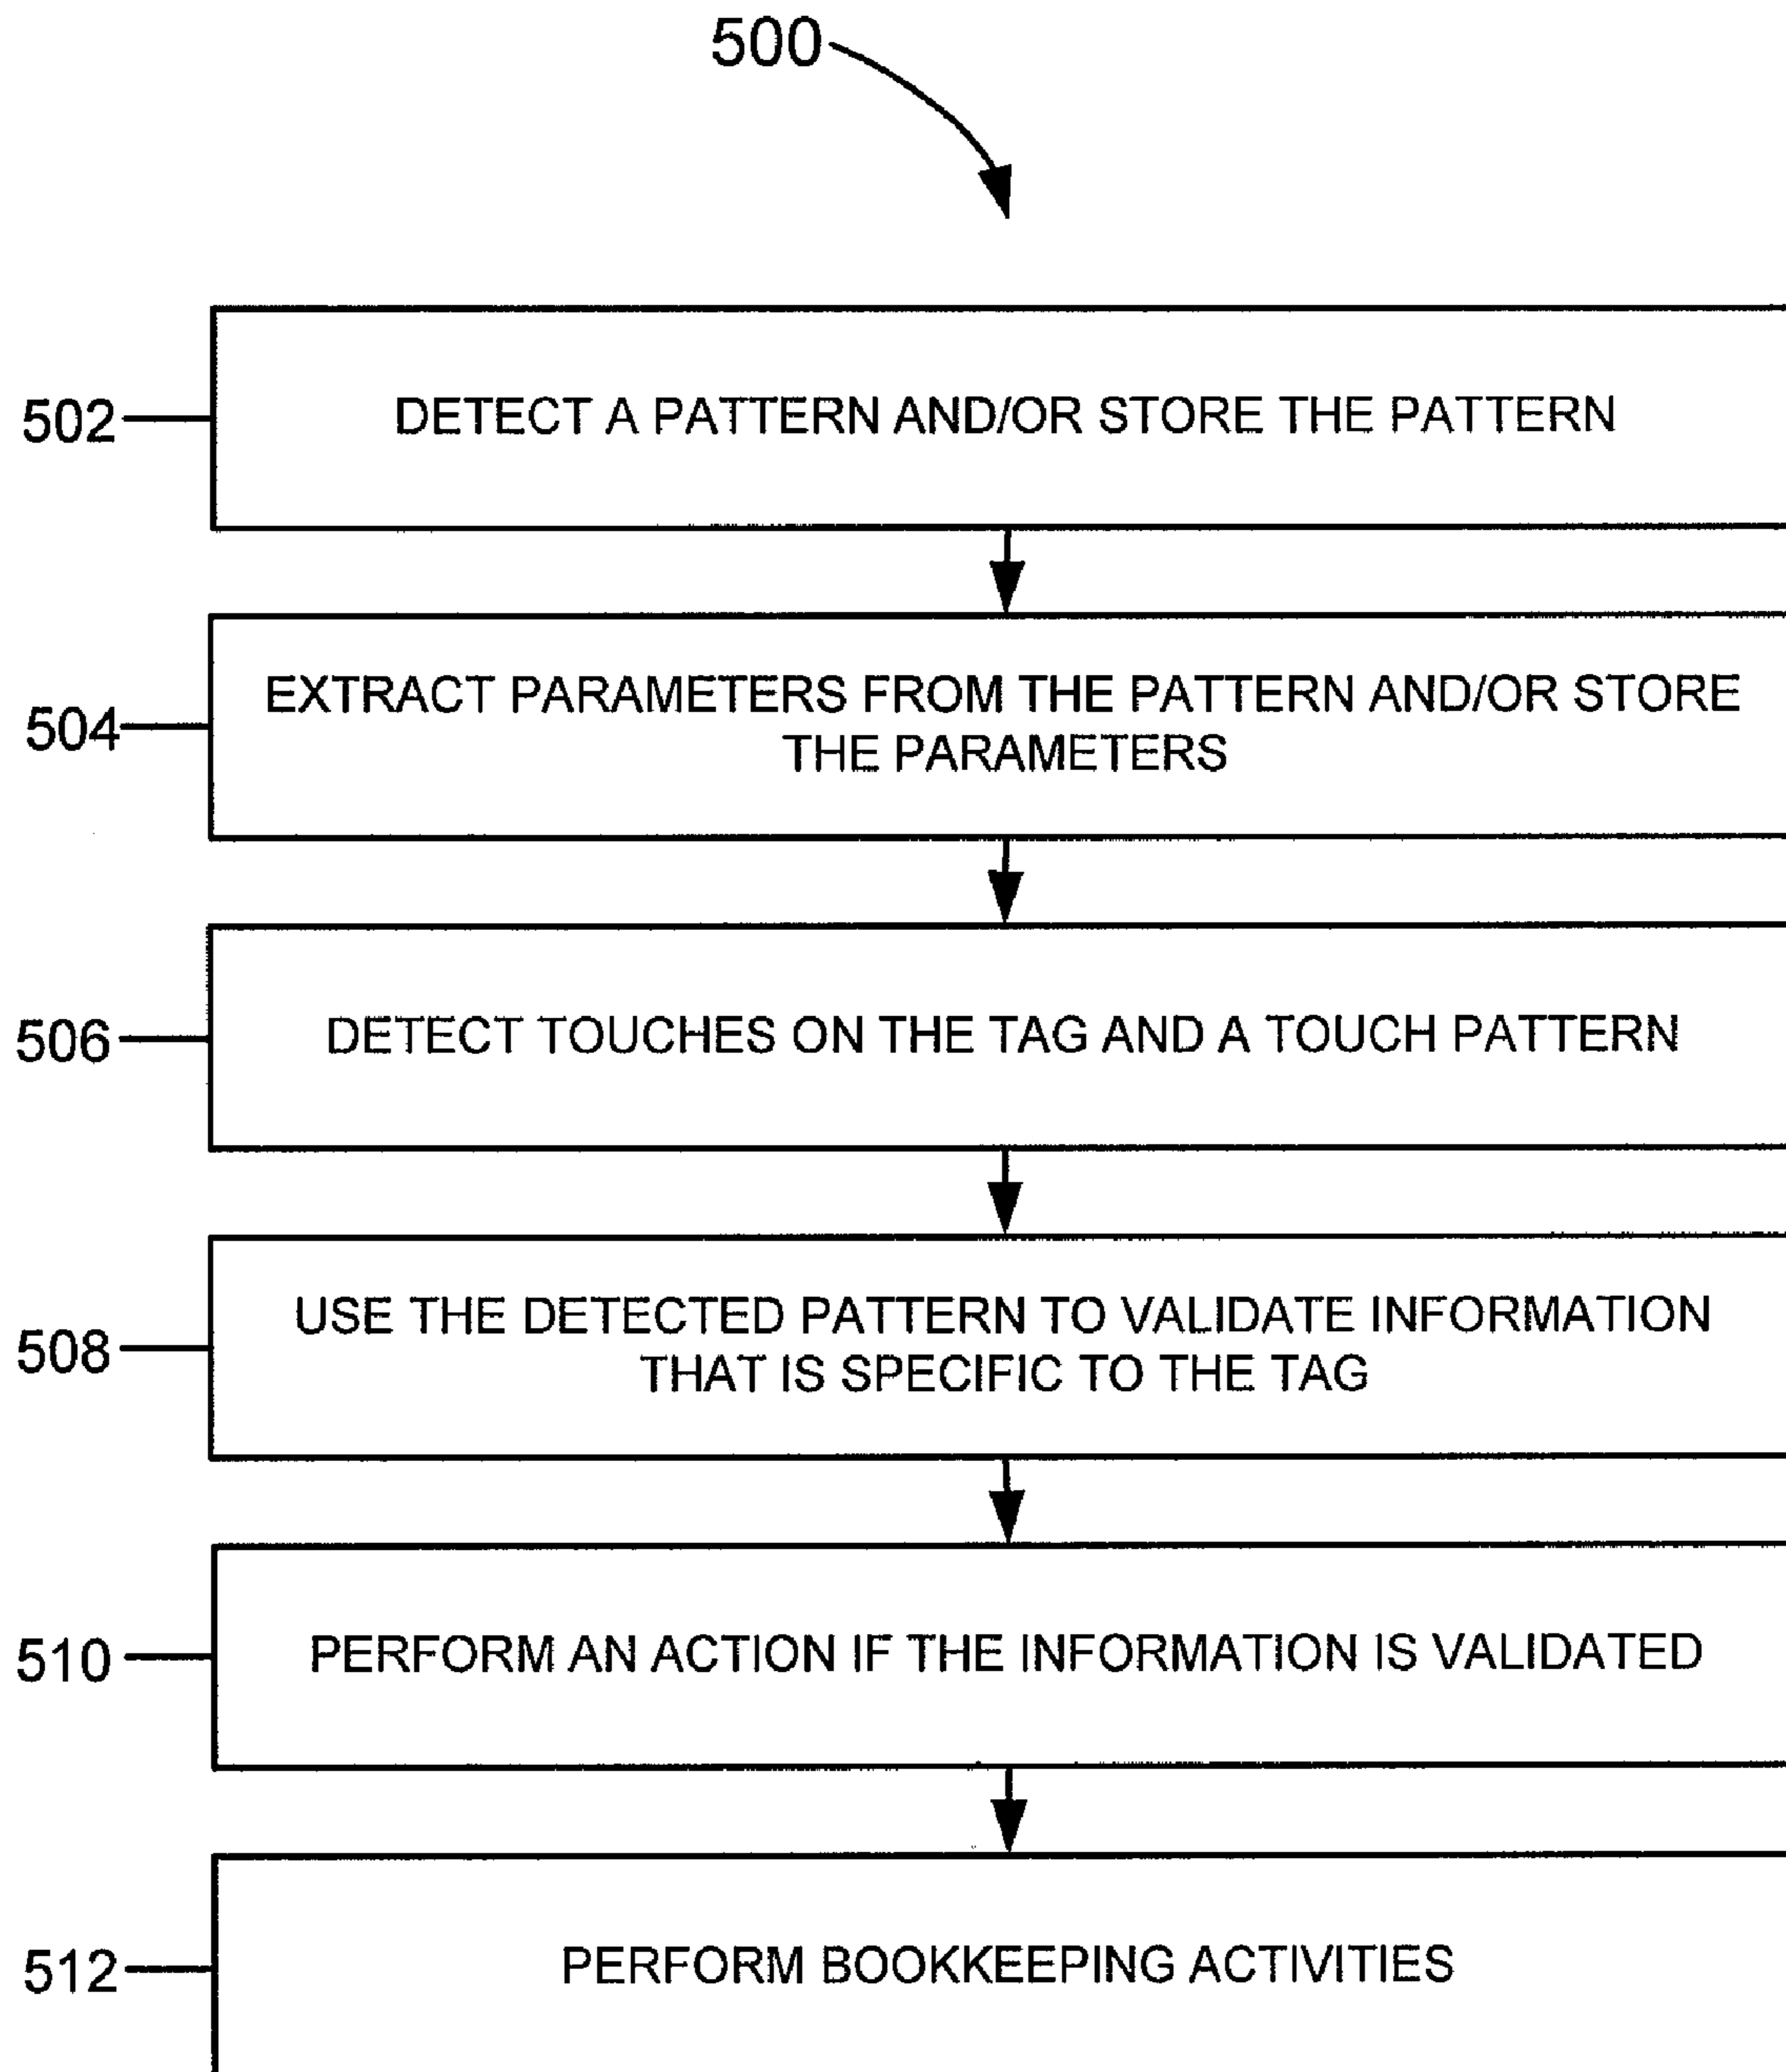 500
502
DETECT A PATTERN AND/OR STORE THE PATTERN
504
EXTRACT PARAMETERS FROM THE PATTERN AND/OR STORE
THE PARAMETERS
506
DETECT TOUCHES ON THE TAG AND A TOUCH PATTERN
508
USE THE DETECTED PATTERN TO VALIDATE INFORMATION
THAT IS SPECIFIC TO THE TAG
510
PERFORM AN ACTION IF THE INFORMATION IS VALIDATED
512
PERFORM BOOKKEEPING ACTIVITIES